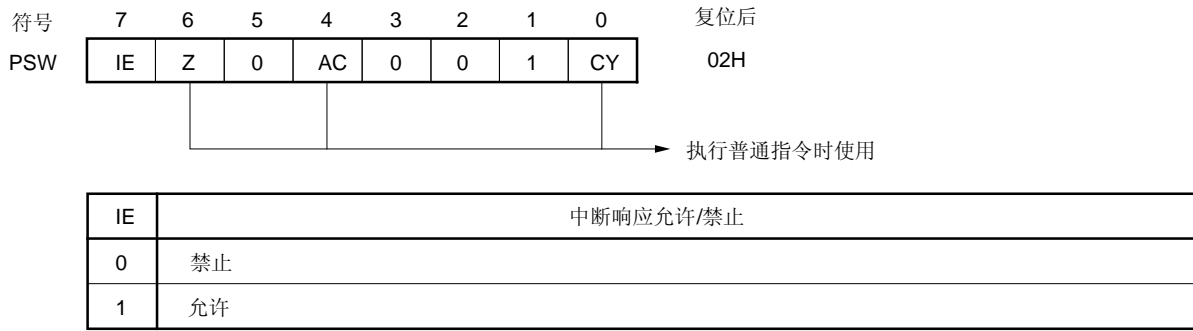 符号 7 6 5 4 3 2 1 0 复位后
PSW IE Z 0 AC 0 0 1 CY 02H
执行普通指令时使用
IE 中断响应允许/禁止
0 禁止
1 允许